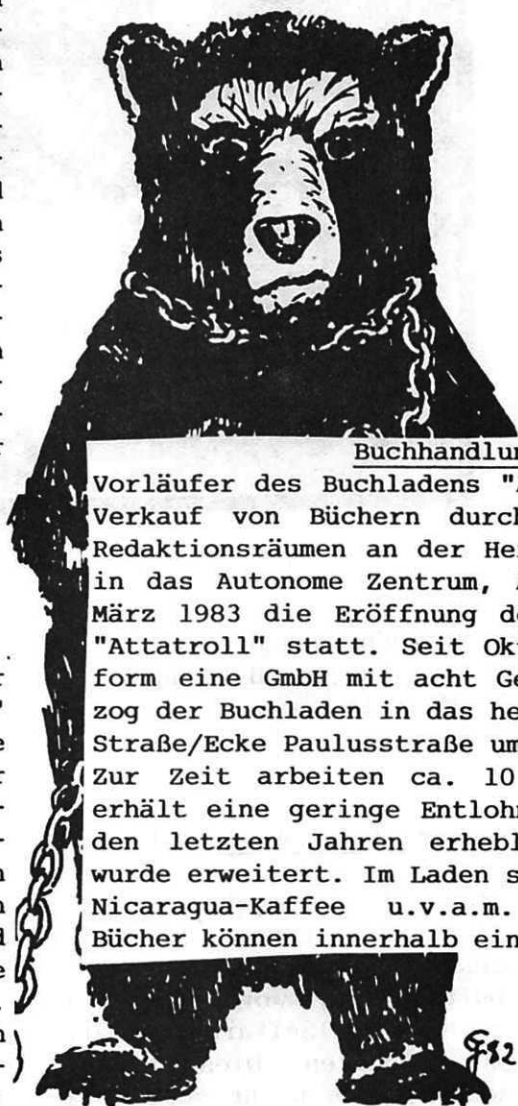 Buchhandlun
Vorläufer des Buchladens "
Verkauf von Büchern durc
Redaktionsräumen an der He
in das Autonome Zentrum,
März 1983 die Eröffnung d
"Attatroll" statt. Seit Ok
form eine GmbH mit acht Ge
zog der Buchladen in das he
Straße/Ecke Paulusstraße um
Zur Zeit arbeiten ca. 10
erhält eine geringe Entloh
den letzten Jahren erhebl
wurde erweitert. Im Laden s
Nicaragua-Kaffee u.v.a.m.
Bücher können innerhalb ein